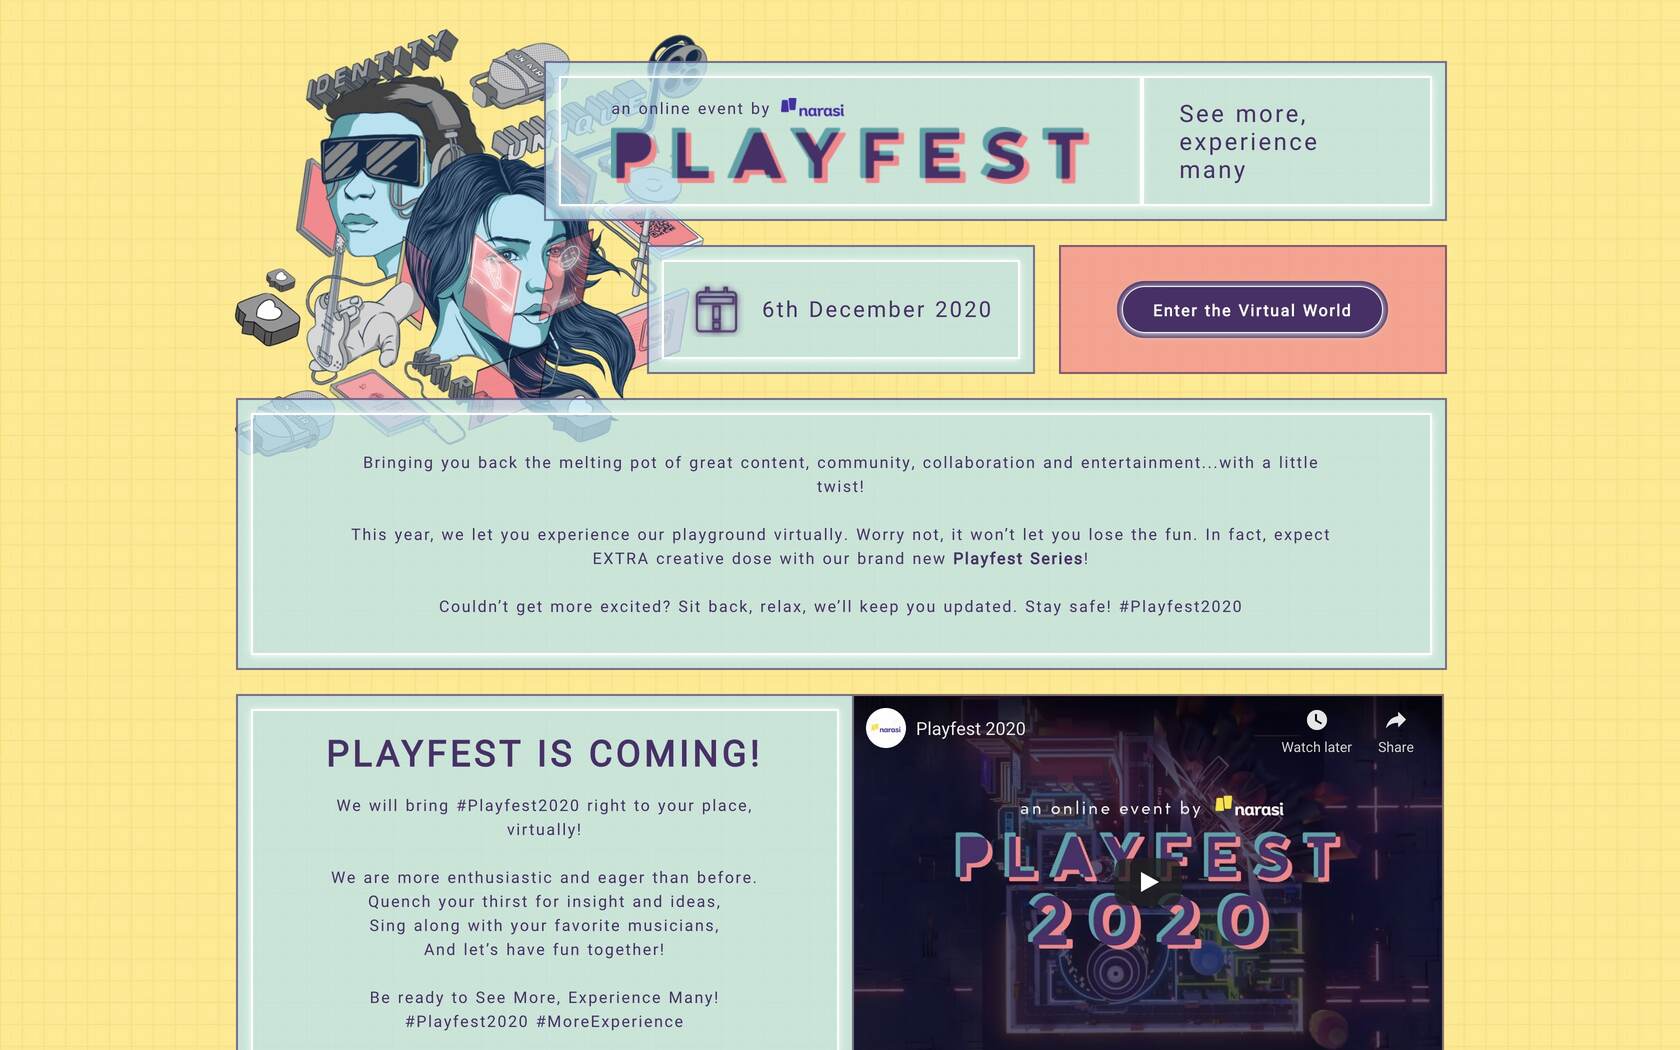 IDENTITY
ON AIR
UNIQUE
an online event by narasi
PLAYFEST
See more,
experience
many
6th December 2020
Enter the Virtual World
Bringing you back the melting pot of great content, community, collaboration and entertainment...with a little
twist!
This year, we let you experience our playground virtually. Worry not, it won’t let you lose the fun. In fact, expect
EXTRA creative dose with our brand new Playfest Series!
Couldn’t get more excited? Sit back, relax, we’ll keep you updated. Stay safe! #Playfest2020
PLAYFEST IS COMING!
We will bring #Playfest2020 right to your place,
virtually!
We are more enthusiastic and eager than before.
Quench your thirst for insight and ideas,
Sing along with your favorite musicians,
And let’s have fun together!
Be ready to See More, Experience Many!
#Playfest2020 #MoreExperience
narasi
Playfest 2020
Watch later
Share
an online event by narasi
PLAYFEST
2020